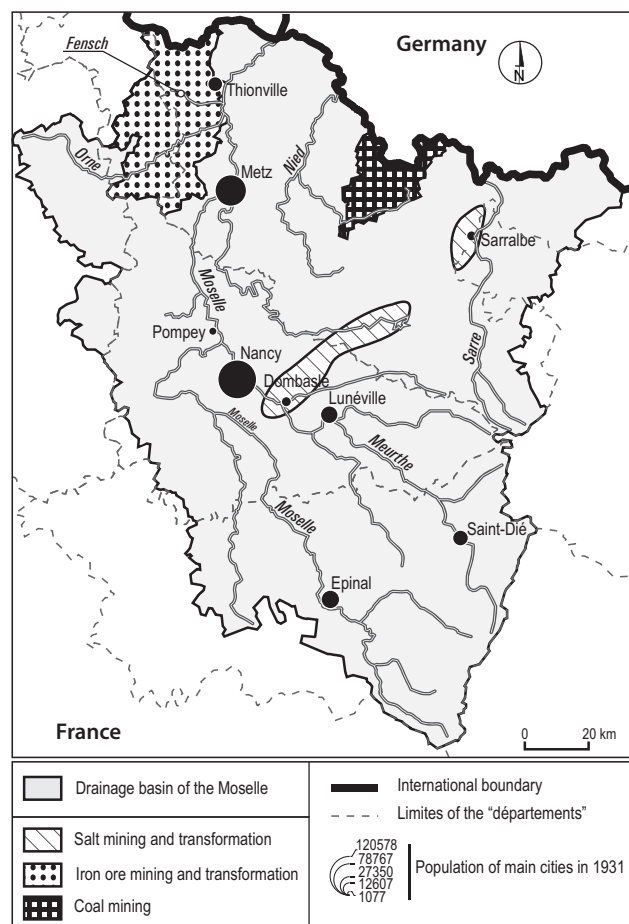 Germany
N
Fensch
Thionville
Orne
Nied
Metz
Sarralbe
Moselle
Pompey
Sarre
Nancy
Dombasle
Lunéville
Moselle
Meurthe
Moselle
Saint-Dié
Epinal
France
0 20 km
Drainage basin of the Moselle
Salt mining and transformation
Iron ore mining and transformation
Coal mining
International boundary
Limites of the “départements”
120578
78767
27350
12607
1077
Population of main cities in 1931